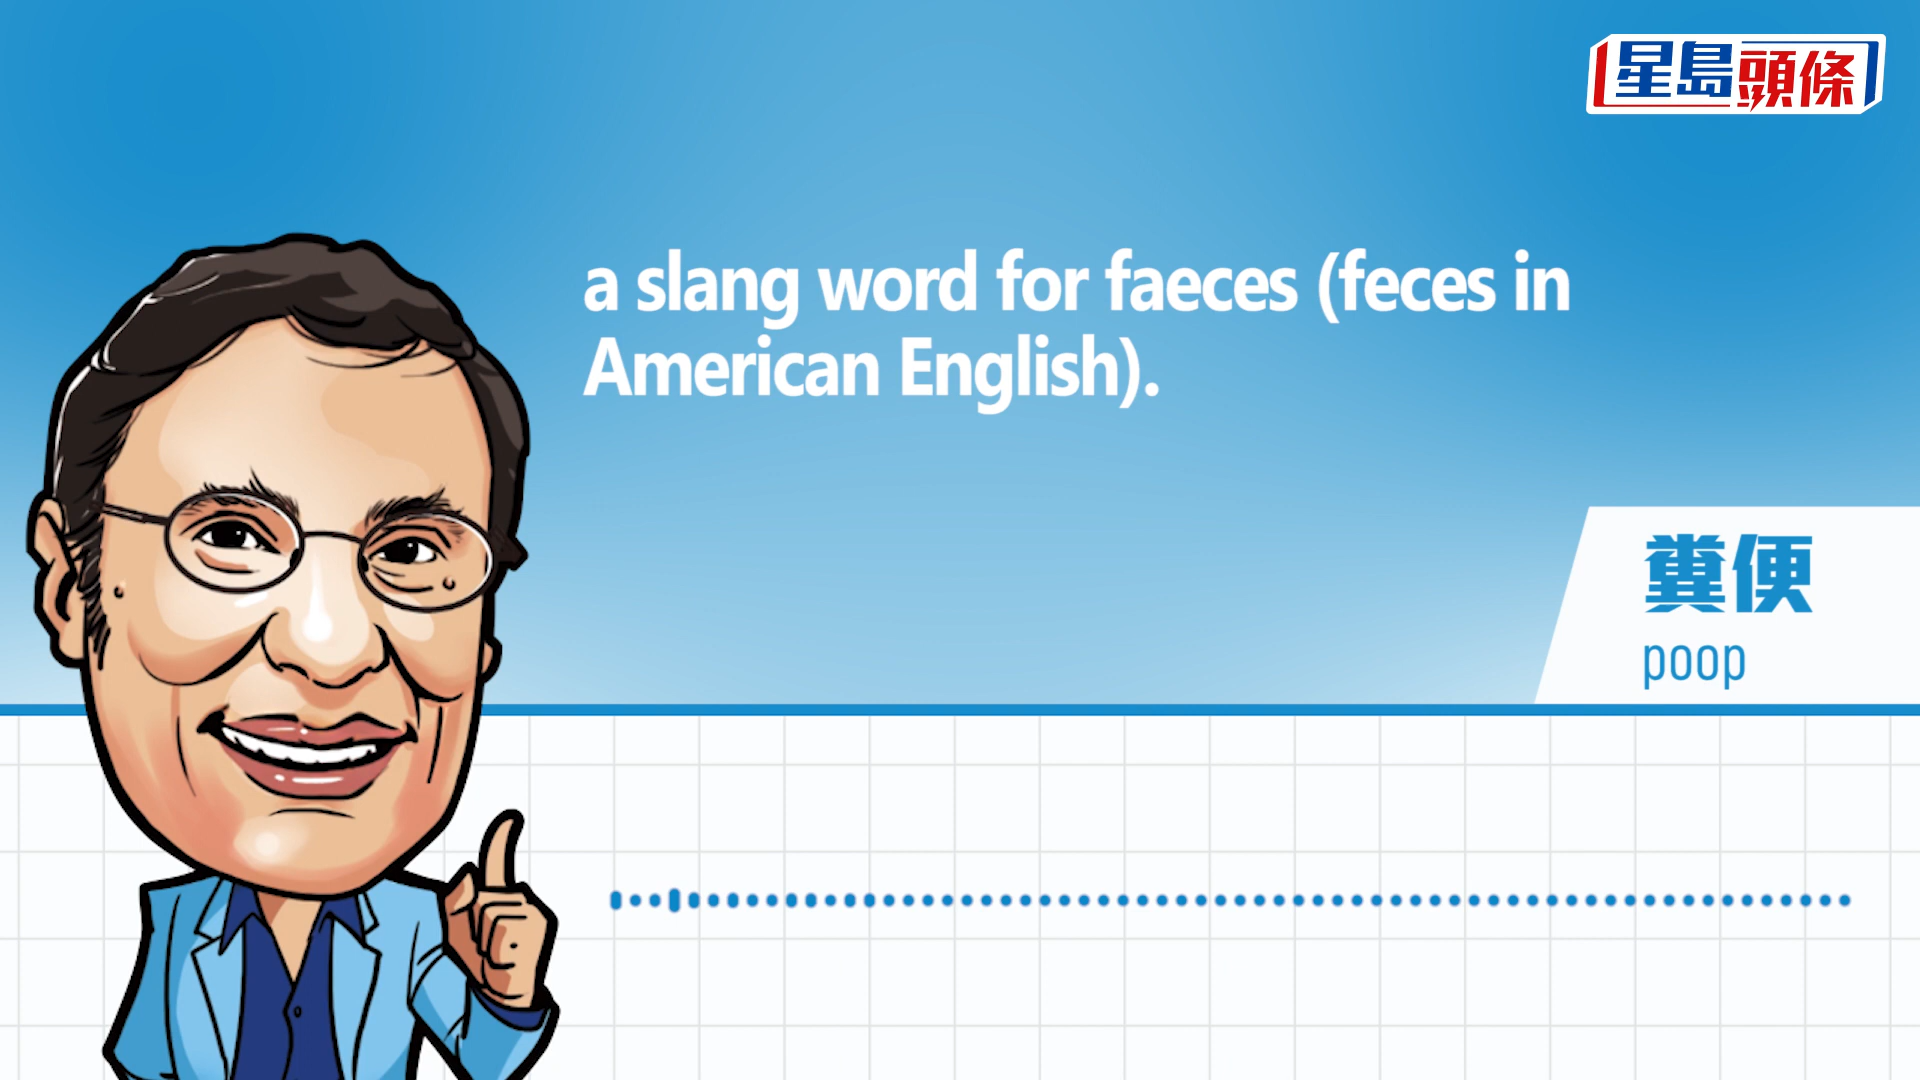 星島頭條
a slang word for faeces (feces in
American English).
糞便
poop